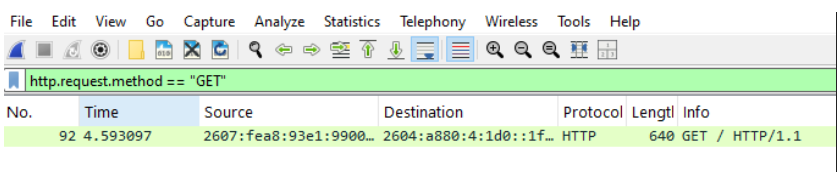 File Edit View Go Capture Analyze Statistics Telephony Wireless Tools Help
http.request.method == "GET"
No. Time Source Destination Protocol Lengtl Info
92 4.593097 2607:fea8:93e1:9900… 2604:a880:4:1d0::1f… HTTP 640 GET / HTTP/1.1